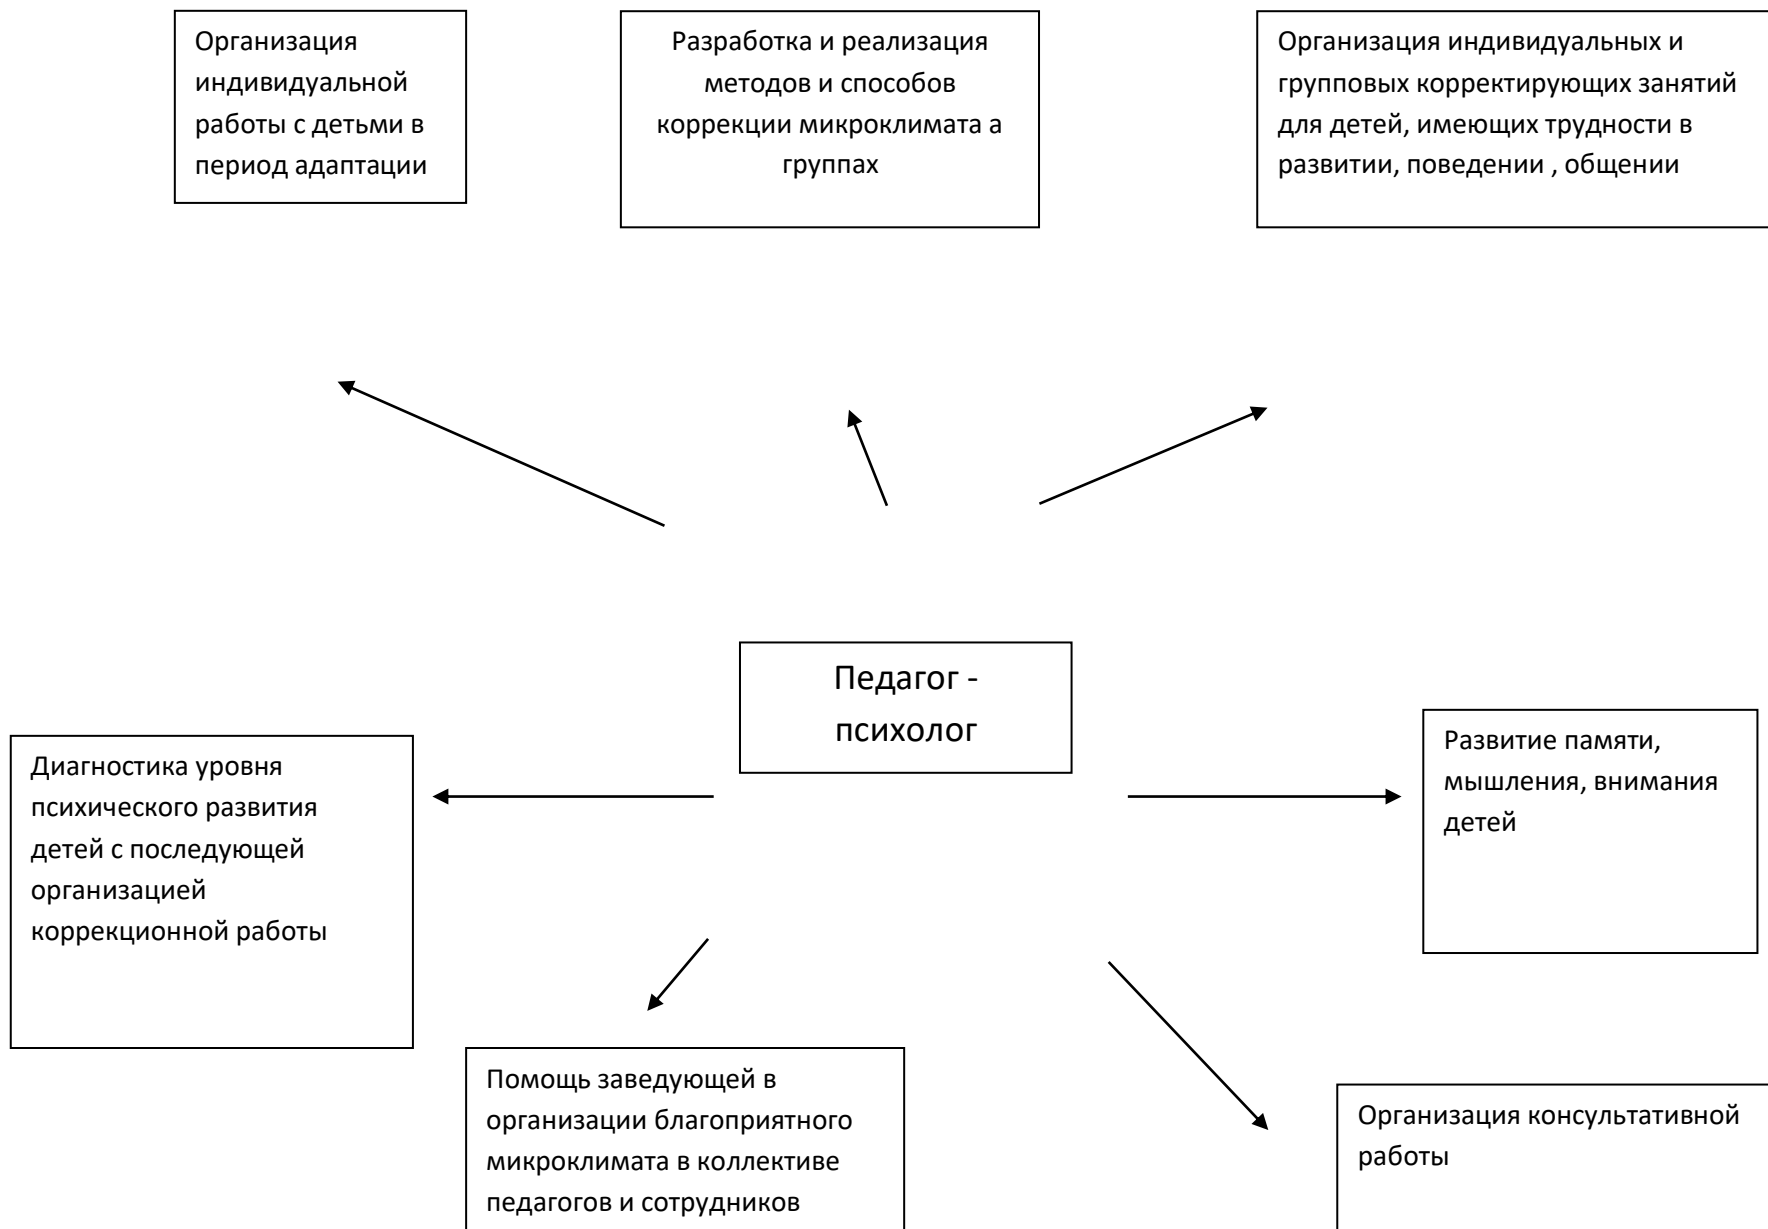 Организация
индивидуальной
работы с детьми в
период адаптации
Разработка и реализация
методов и способов
коррекции микроклимата а
группах
Организация индивидуальных и
групповых корректирующих занятий
для детей, имеющих трудности в
развитии, поведении , общении
Педагог -
психолог
Диагностика уровня
психического развития
детей с последующей
организацией
коррекционной работы
Развитие памяти,
мышления, внимания
детей
Помощь заведующей в
организации благоприятного
микроклимата в коллективе
педагогов и сотрудников
Организация консультативной
работы